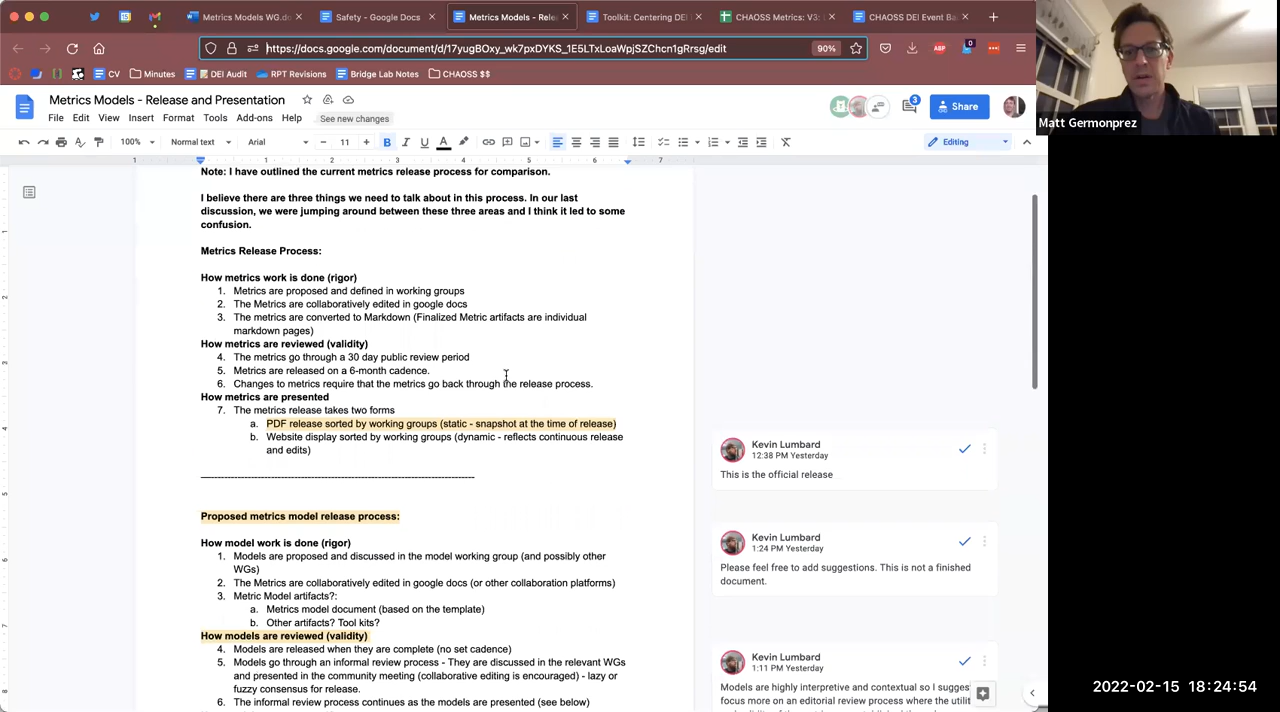 Metrics Models WG.do
Safety - Google Docs
Metrics Models - Rele
Toolkit: Centering DEI
CHAOSS Metrics: V3:
CHAOSS DEI Event Ba
https://docs.google.com/document/d/17yugBOxy_wk7pxDYKS_1E5LTxLoaWpjSZChcn1gRrsg/edit
90%
ABP
0
CV
Minutes
DEI Audit
RPT Revisions
Bridge Lab Notes
CHAOSS $$
Metrics Models - Release and Presentation
File Edit View Insert Format Tools Add-ons Help See new changes
3
Share
100% Normal text Arial 11 B I U A Editing
1 1 2 3 4 5 6 7
Note: I have outlined the current metrics release process for comparison.
I believe there are three things we need to talk about in this process. In our last
discussion, we were jumping around between these three areas and I think it led to some
confusion.
Metrics Release Process:
How metrics work is done (rigor)
1. Metrics are proposed and defined in working groups
2. The Metrics are collaboratively edited in google docs
3. The metrics are converted to Markdown (Finalized Metric artifacts are individual
markdown pages)
How metrics are reviewed (validity)
4. The metrics go through a 30 day public review period
5. Metrics are released on a 6-month cadence.
6. Changes to metrics require that the metrics go back through the release process.
How metrics are presented
7. The metrics release takes two forms
a. PDF release sorted by working groups (static - snapshot at the time of release)
b. Website display sorted by working groups (dynamic - reflects continuous release
and edits)
Proposed metrics model release process:
How model work is done (rigor)
1. Models are proposed and discussed in the model working group (and possibly other
WGs)
2. The Metrics are collaboratively edited in google docs (or other collaboration platforms)
3. Metric Model artifacts?:
a. Metrics model document (based on the template)
b. Other artifacts? Tool kits?
How models are reviewed (validity)
4. Models are released when they are complete (no set cadence)
5. Models go through an informal review process - They are discussed in the relevant WGs
and presented in the community meeting (collaborative editing is encouraged) - lazy or
fuzzy consensus for release.
6. The informal review process continues as the models are presented (see below)
Kevin Lumbard
12:38 PM Yesterday
This is the official release
Kevin Lumbard
1:24 PM Yesterday
Please feel free to add suggestions. This is not a finished
document.
Kevin Lumbard
1:11 PM Yesterday
Models are highly interpretive and contextual so I sugges
focus more on an editorial review process where the utilit
Matt Germonprez
2022-02-15 18:24:54